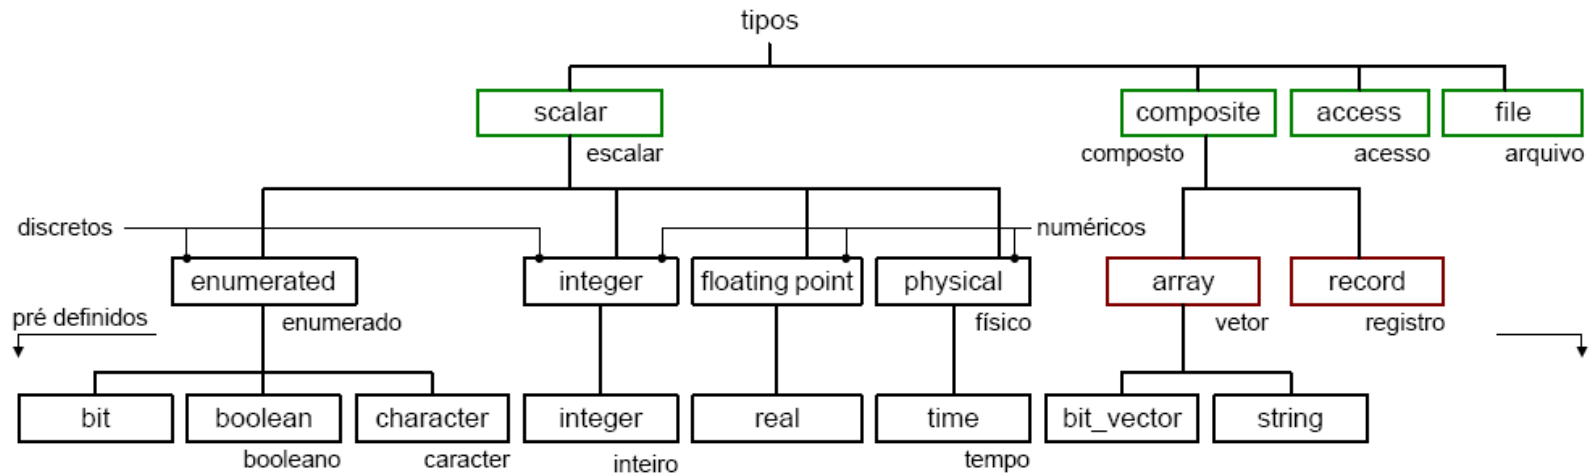 tipos
scalar
composite
access
file
escalar
composto
acesso
arquivo
discretos
numéricos
enumerated
integer
floating point
physical
array
record
pré definidos
enumerado
físico
vetor
registro
bit
boolean
character
integer
real
time
bit_vector
string
booleano
caracter
inteiro
tempo